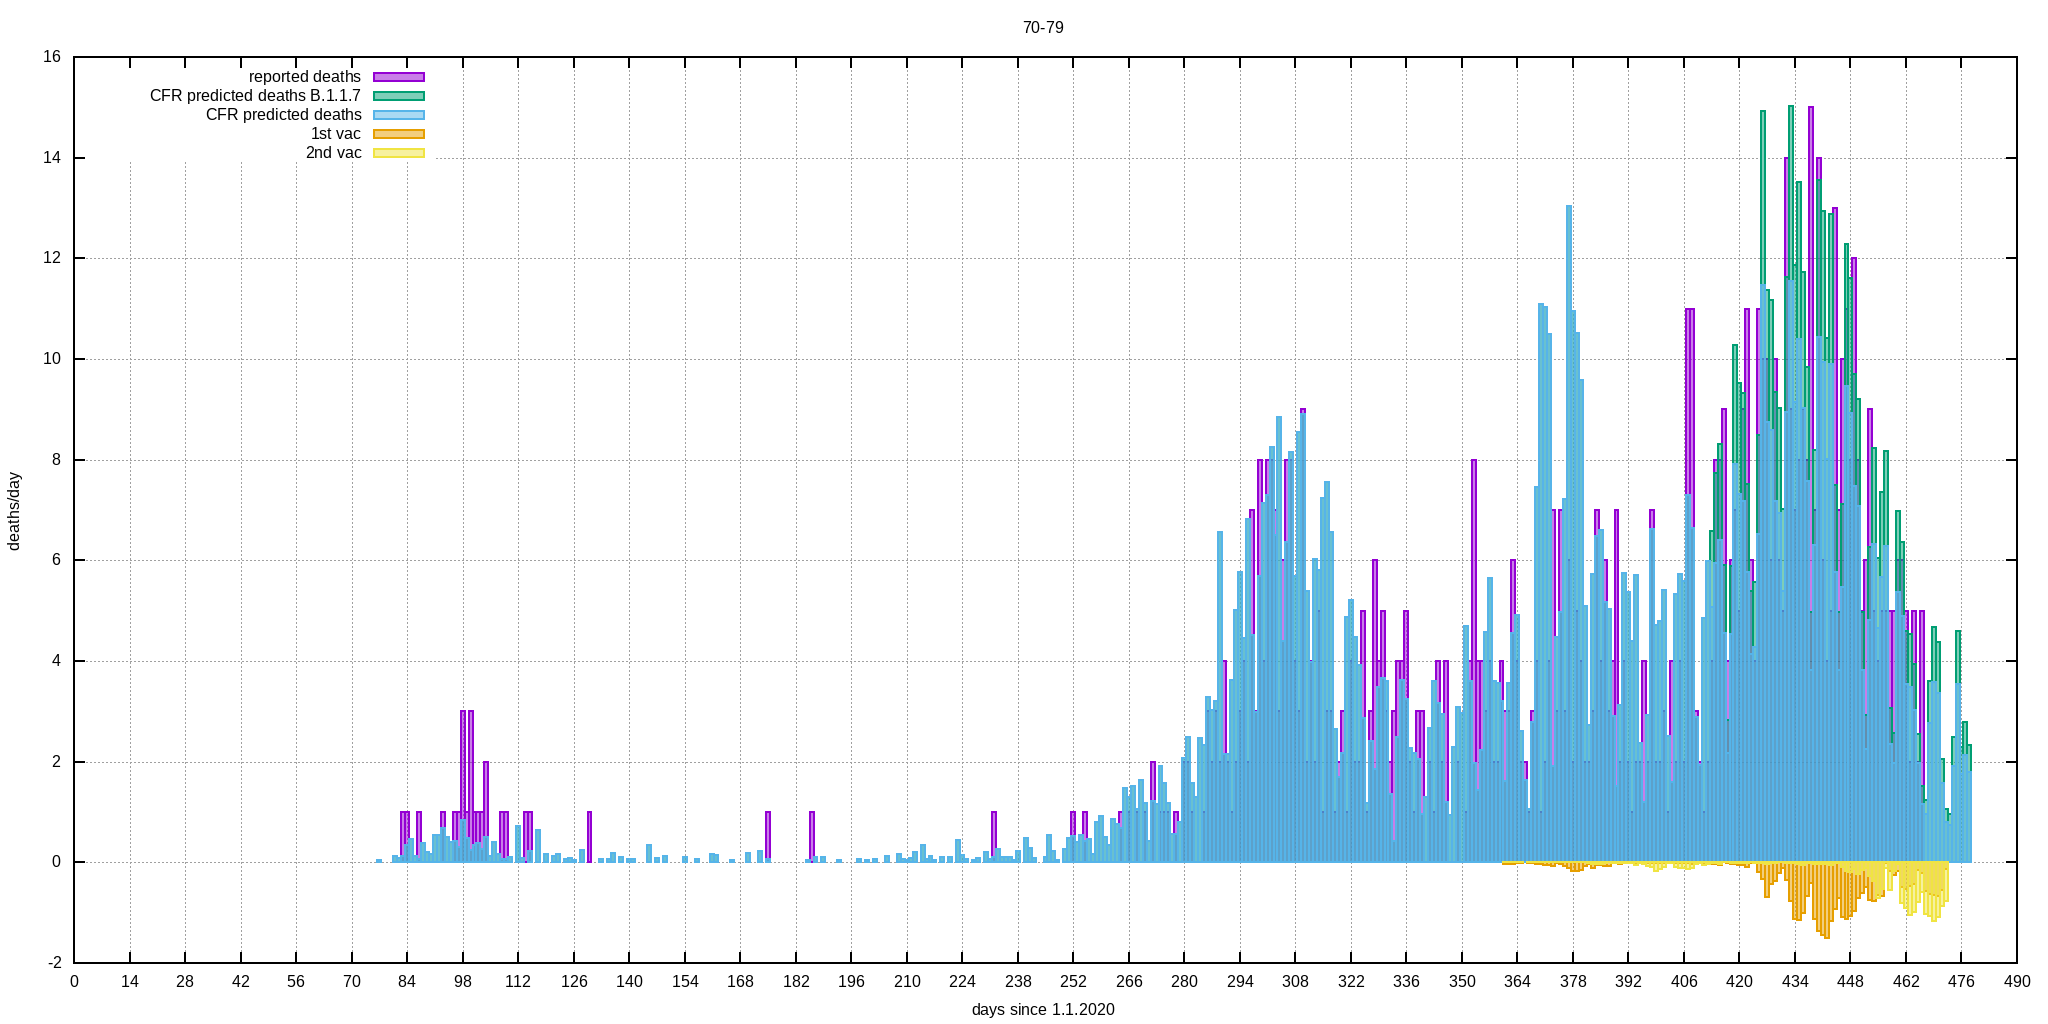 70-79
reported deaths
CFR predicted deaths B.1.1.7
CFR predicted deaths
1st vac
2nd vac
16
14
12
10
8
6
4
2
0
-2
deaths/day
0 14 28 42 56 70 84 98 112 126 140 154 168 182 196 210 224 238 252 266 280 294 308 322 336 350 364 378 392 406 420 434 448 462 476 490
days since 1.1.2020